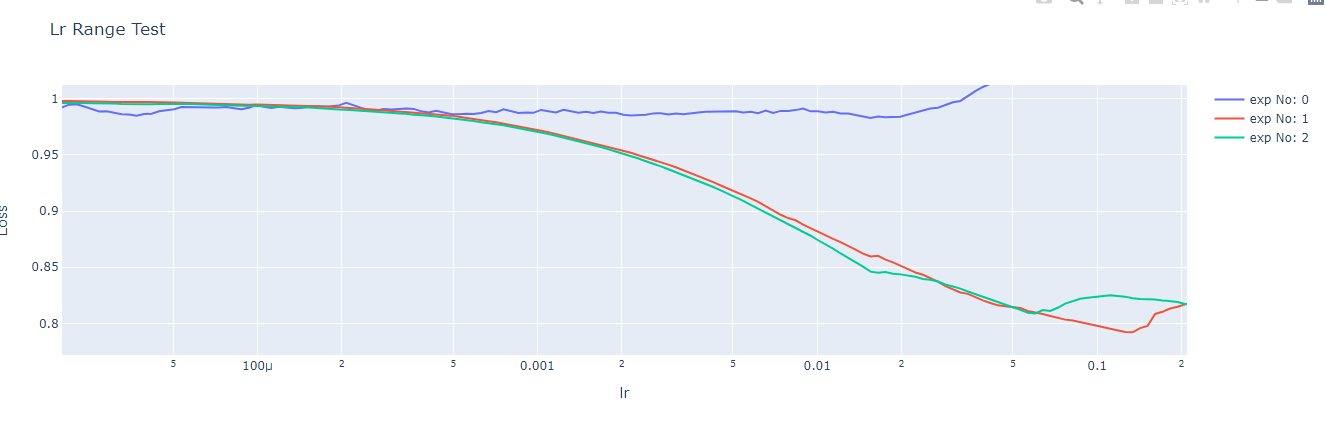 Lr Range Test
exp No: 0
exp No: 1
exp No: 2
1
0.95
0.9
0.85
0.8
Loss
5 100μ 2 5 0.001 2 5 0.01 2 5 0.1 2
lr